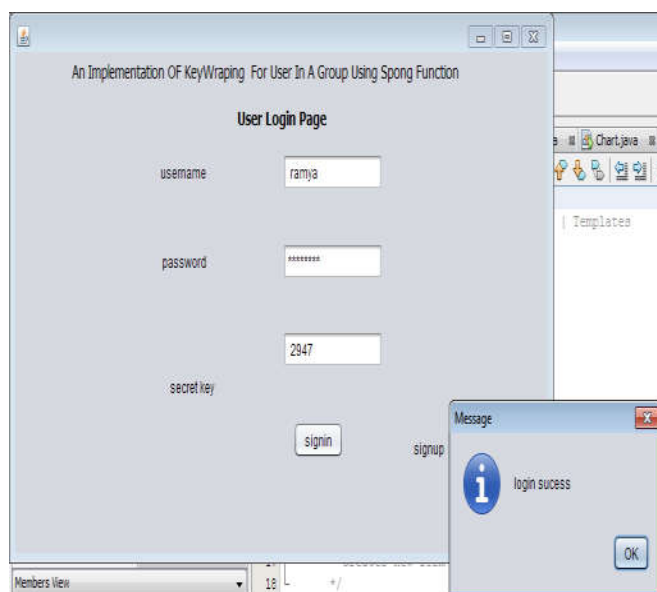 An Implementation OF KeyWraping For User In A Group Using Spong Function
User Login Page
username
ramya
password
********
2947
secret key
signin
signup
Chart.java
| Templates
Message
login sucess
OK
Members View
18
*/